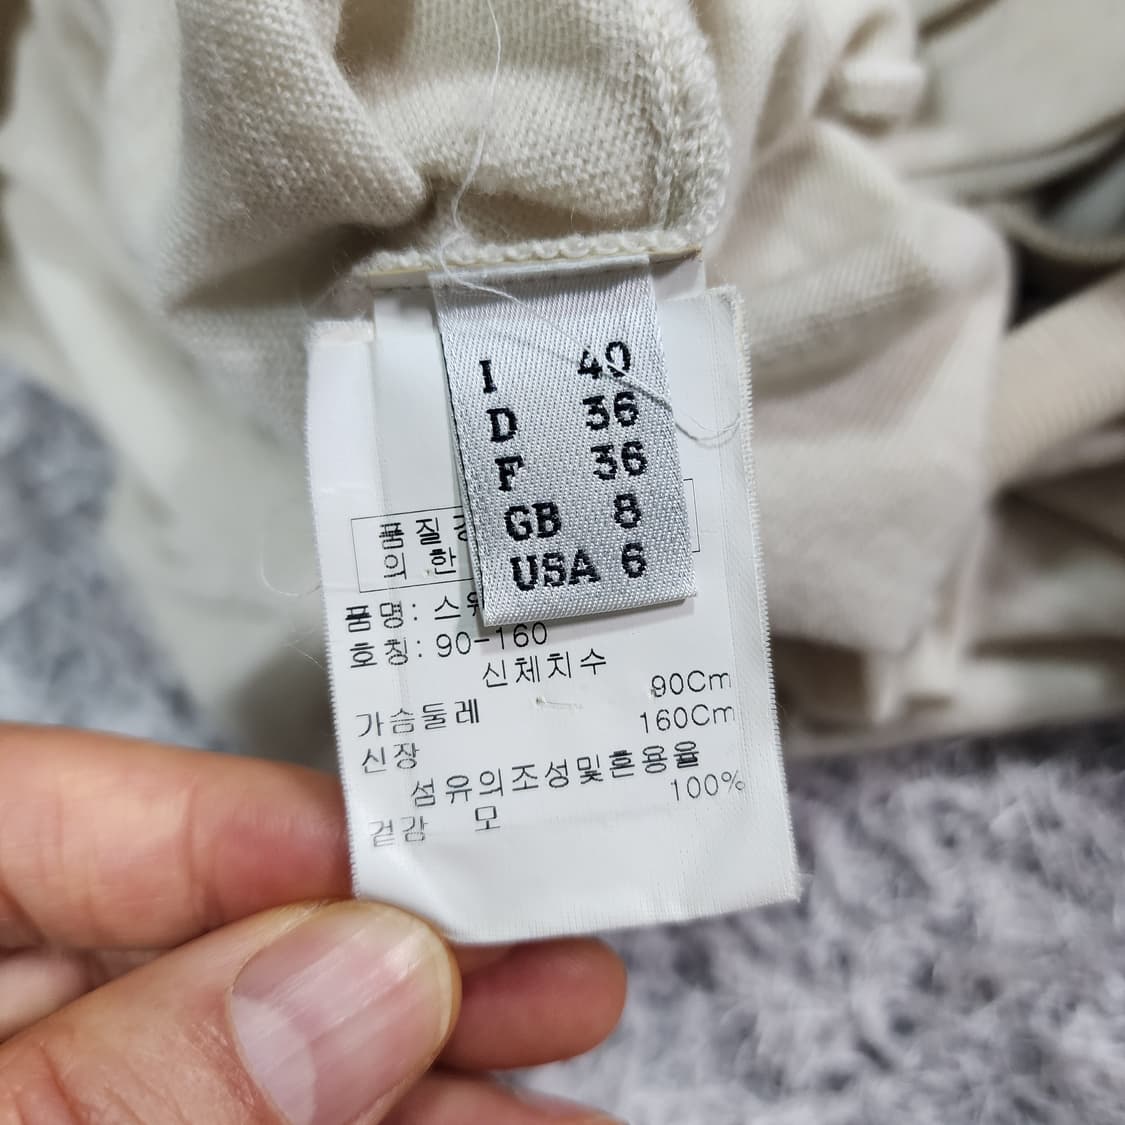 I 40
D 36
F 36
GB 8
USA 6
품질
의 한
품명: 스
호칭: 90-160
신체치수
가슴둘레 90Cm
신장 160Cm
섬유의조성및혼용율
겉감 모 100%